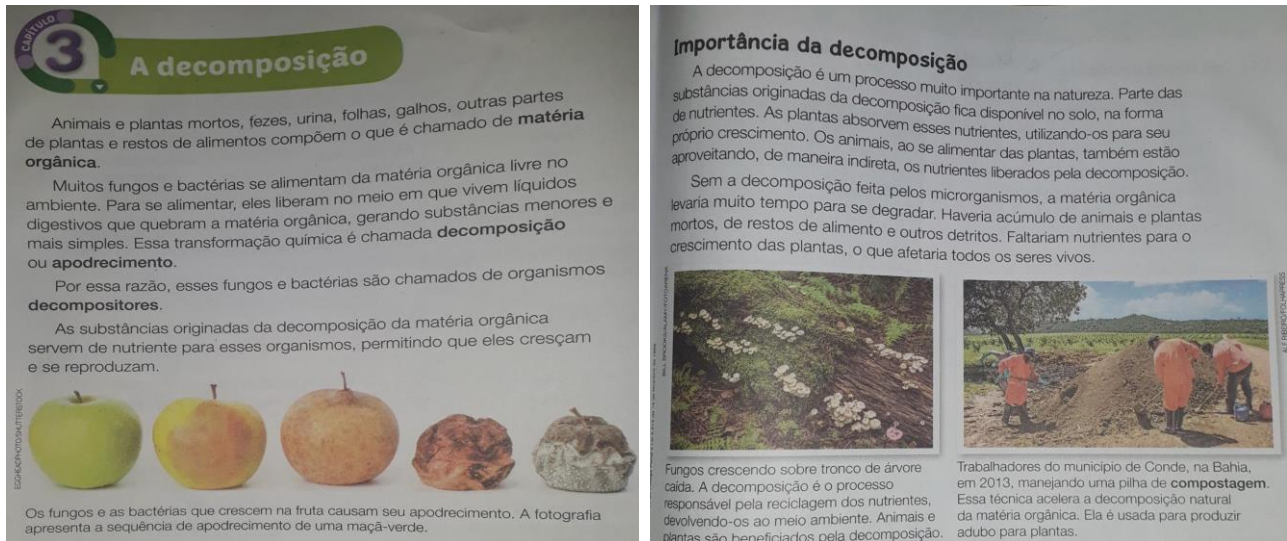 CAPÍTULO
3
A decomposição
Animais e plantas mortos, fezes, urina, folhas, galhos, outras partes
de plantas e restos de alimentos compõem o que é chamado de matéria
orgânica.
Muitos fungos e bactérias se alimentam da matéria orgânica livre no
ambiente. Para se alimentar, eles liberam no meio em que vivem líquidos
digestivos que quebram a matéria orgânica, gerando substâncias menores e
mais simples. Essa transformação química é chamada decomposição
ou apodrecimento.
Por essa razão, esses fungos e bactérias são chamados de organismos
decompositores.
As substâncias originadas da decomposição da matéria orgânica
servem de nutriente para esses organismos, permitindo que eles cresçam
e se reproduzam.
EGGHEADPHOTO/SHUTTERSTOCK
Os fungos e as bactérias que crescem na fruta causam seu apodrecimento. A fotografia
apresenta a sequência de apodrecimento de uma maçã-verde.
Importância da decomposição
A decomposição é um processo muito importante na natureza. Parte das
substâncias originadas da decomposição fica disponível no solo, na forma
de nutrientes. As plantas absorvem esses nutrientes, utilizando-os para seu
próprio crescimento. Os animais, ao se alimentar das plantas, também estão
aproveitando, de maneira indireta, os nutrientes liberados pela decomposição.
Sem a decomposição feita pelos microrganismos, a matéria orgânica
levaria muito tempo para se degradar. Haveria acúmulo de animais e plantas
mortos, de restos de alimento e outros detritos. Faltariam nutrientes para o
crescimento das plantas, o que afetaria todos os seres vivos.
BILL BROOKS/ALAMY/FOTOARENA
Fungos crescendo sobre tronco de árvore
caída. A decomposição é o processo
responsável pela reciclagem dos nutrientes,
devolvendo-os ao meio ambiente. Animais e
plantas são beneficiados pela decomposição.
Trabalhadores do município de Conde, na Bahia,
em 2013, manejando uma pilha de compostagem.
Essa técnica acelera a decomposição natural
da matéria orgânica. Ela é usada para produzir
adubo para plantas.